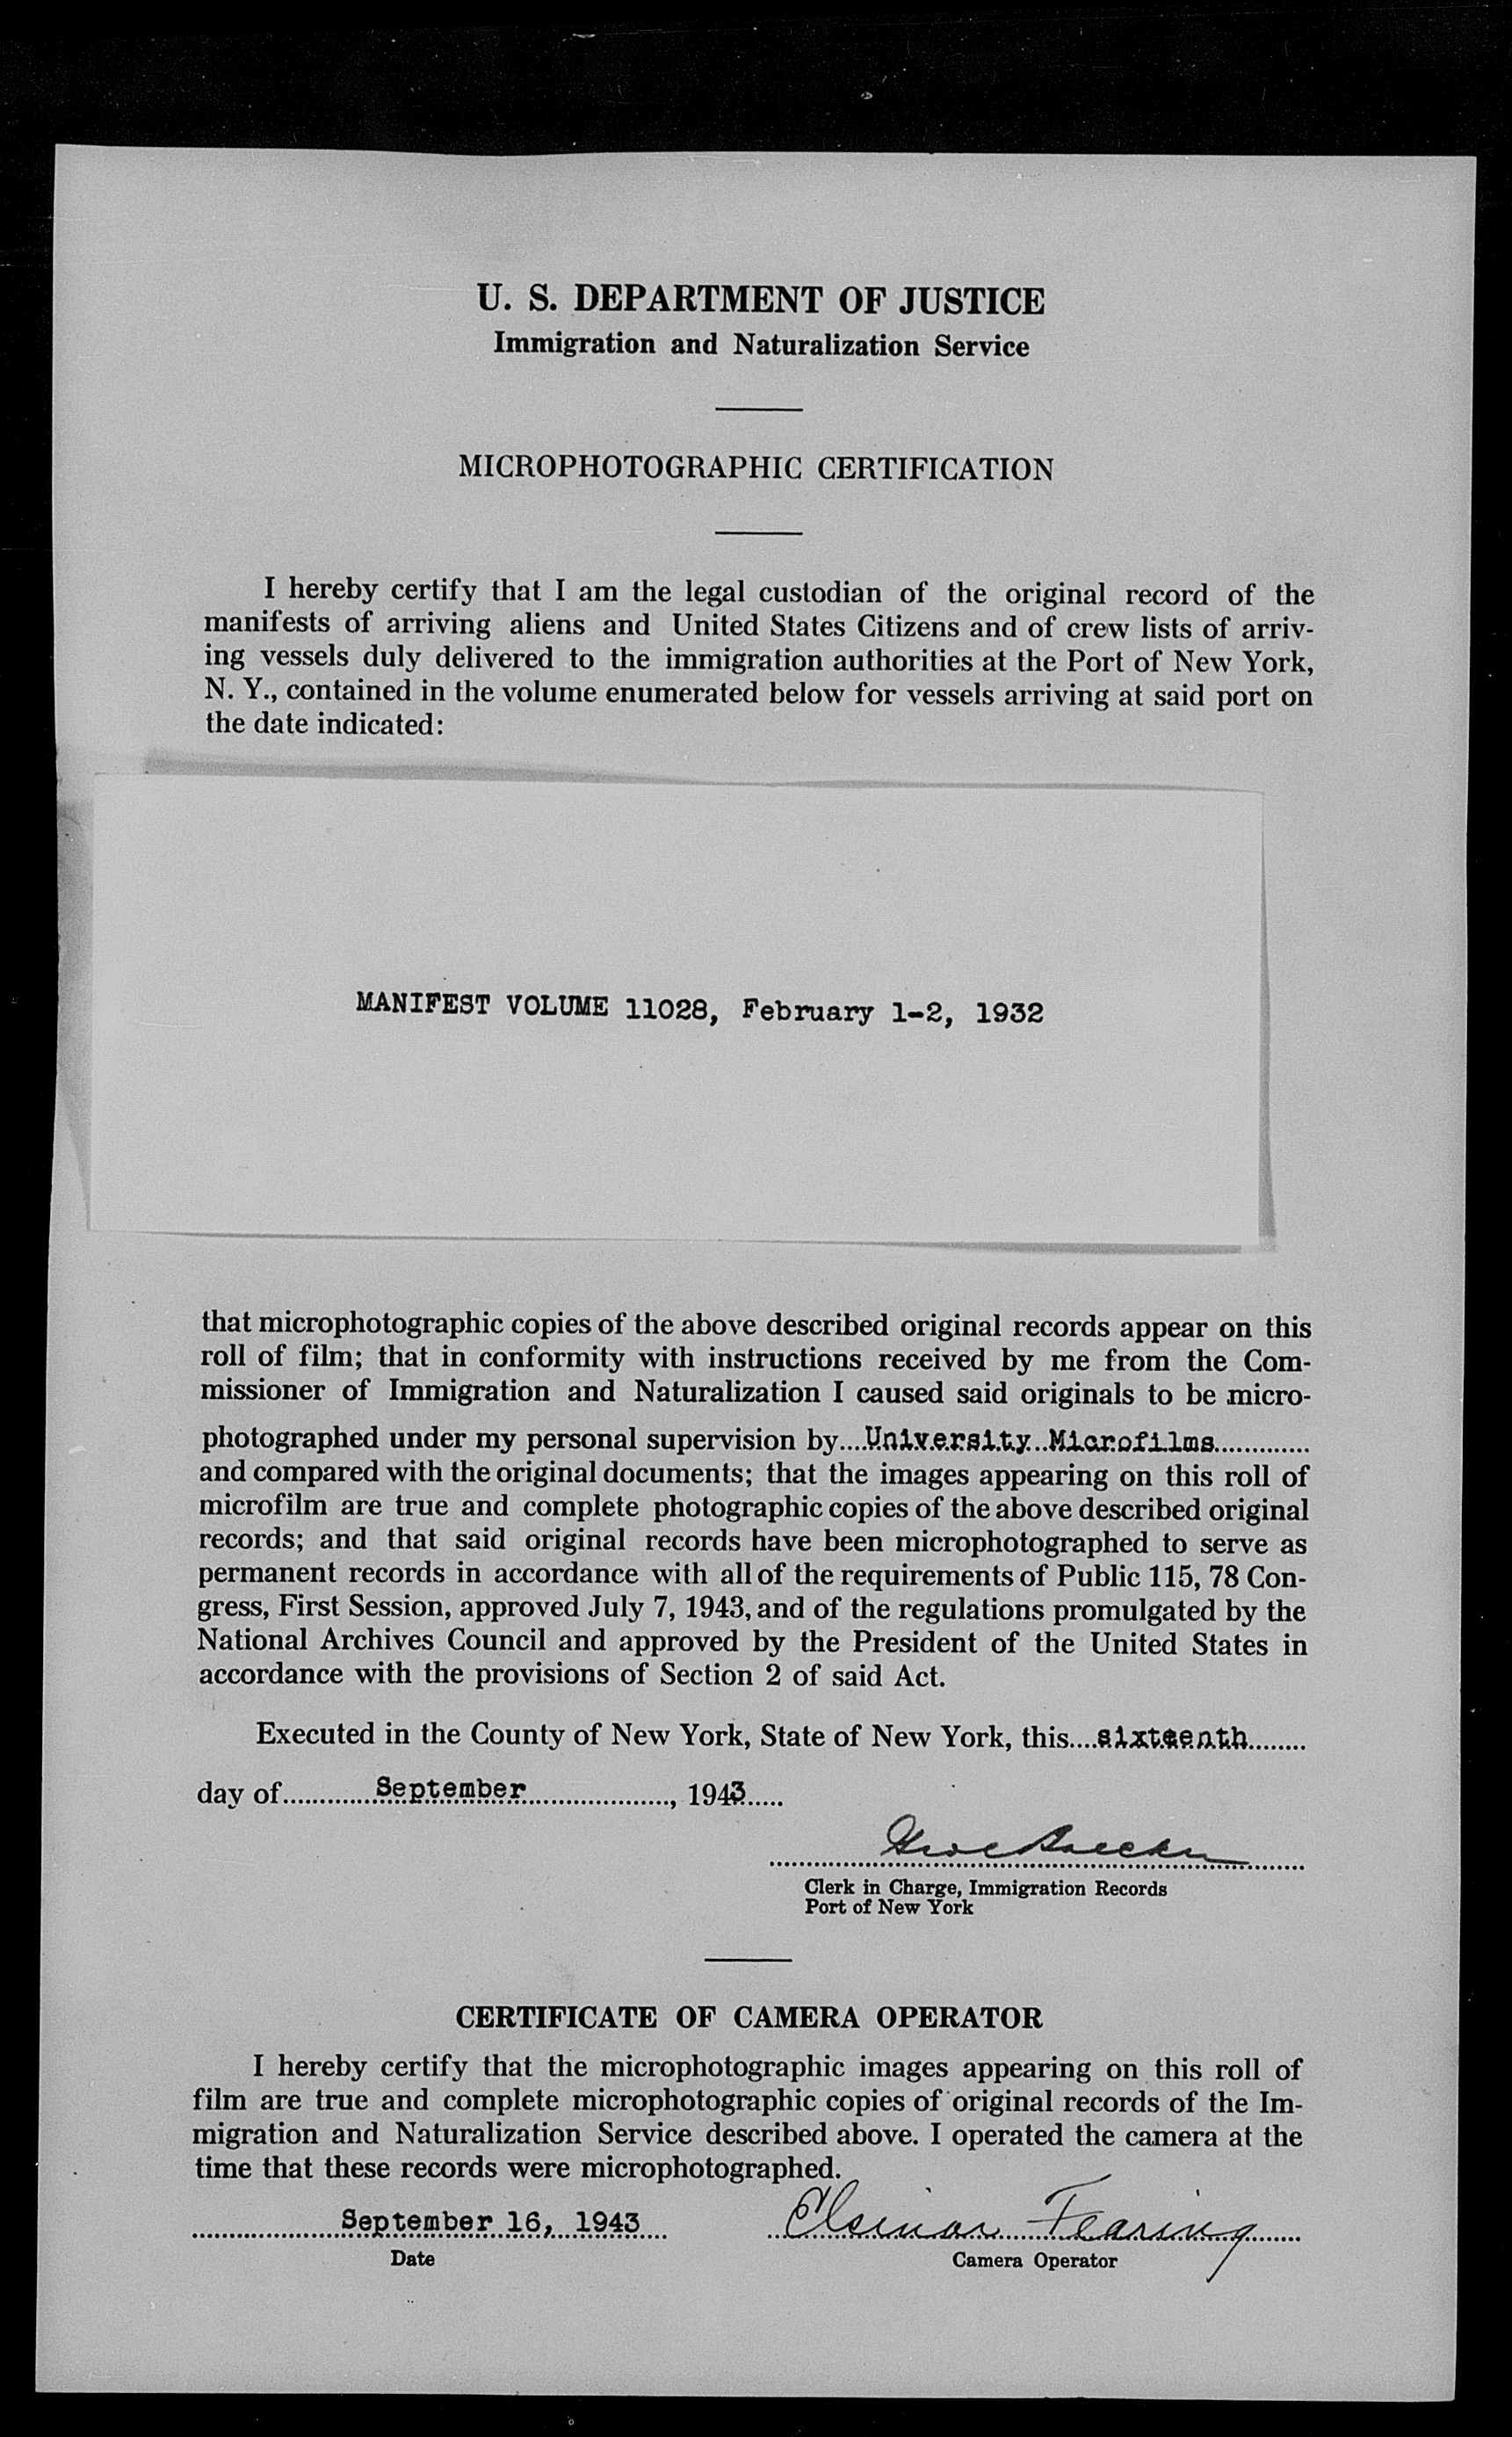 U. S. DEPARTMENT OF JUSTICE
Immigration and Naturalization Service
MICROPHOTOGRAPHIC CERTIFICATION
I hereby certify that I am the legal custodian of the original record of the
manifests of arriving aliens and United States Citizens and of crew lists of arriv-
ing vessels duly delivered to the immigration authorities at the Port of New York,
N. Y., contained in the volume enumerated below for vessels arriving at said port on
the date indicated:
MANIFEST VOLUME 11028, February 1-2, 1932
that microphotographic copies of the above described original records appear on this
roll of film; that in conformity with instructions received by me from the Com-
missioner of Immigration and Naturalization I caused said originals to be micro-
photographed under my personal supervision by....University Microfilms.............
and compared with the original documents; that the images appearing on this roll of
microfilm are true and complete photographic copies of the above described original
records; and that said original records have been microphotographed to serve as
permanent records in accordance with all of the requirements of Public 115, 78 Con-
gress, First Session, approved July 7, 1943, and of the regulations promulgated by the
National Archives Council and approved by the President of the United States in
accordance with the provisions of Section 2 of said Act.
Executed in the County of New York, State of New York, this....sixteenth........
day of............September...................., 1943......
Clerk in Charge, Immigration Records
Port of New York
CERTIFICATE OF CAMERA OPERATOR
I hereby certify that the microphotographic images appearing on this roll of
film are true and complete microphotographic copies of original records of the Im-
migration and Naturalization Service described above. I operated the camera at the
time that these records were microphotographed.
September 16, 1943 Fearing
Date Camera Operator